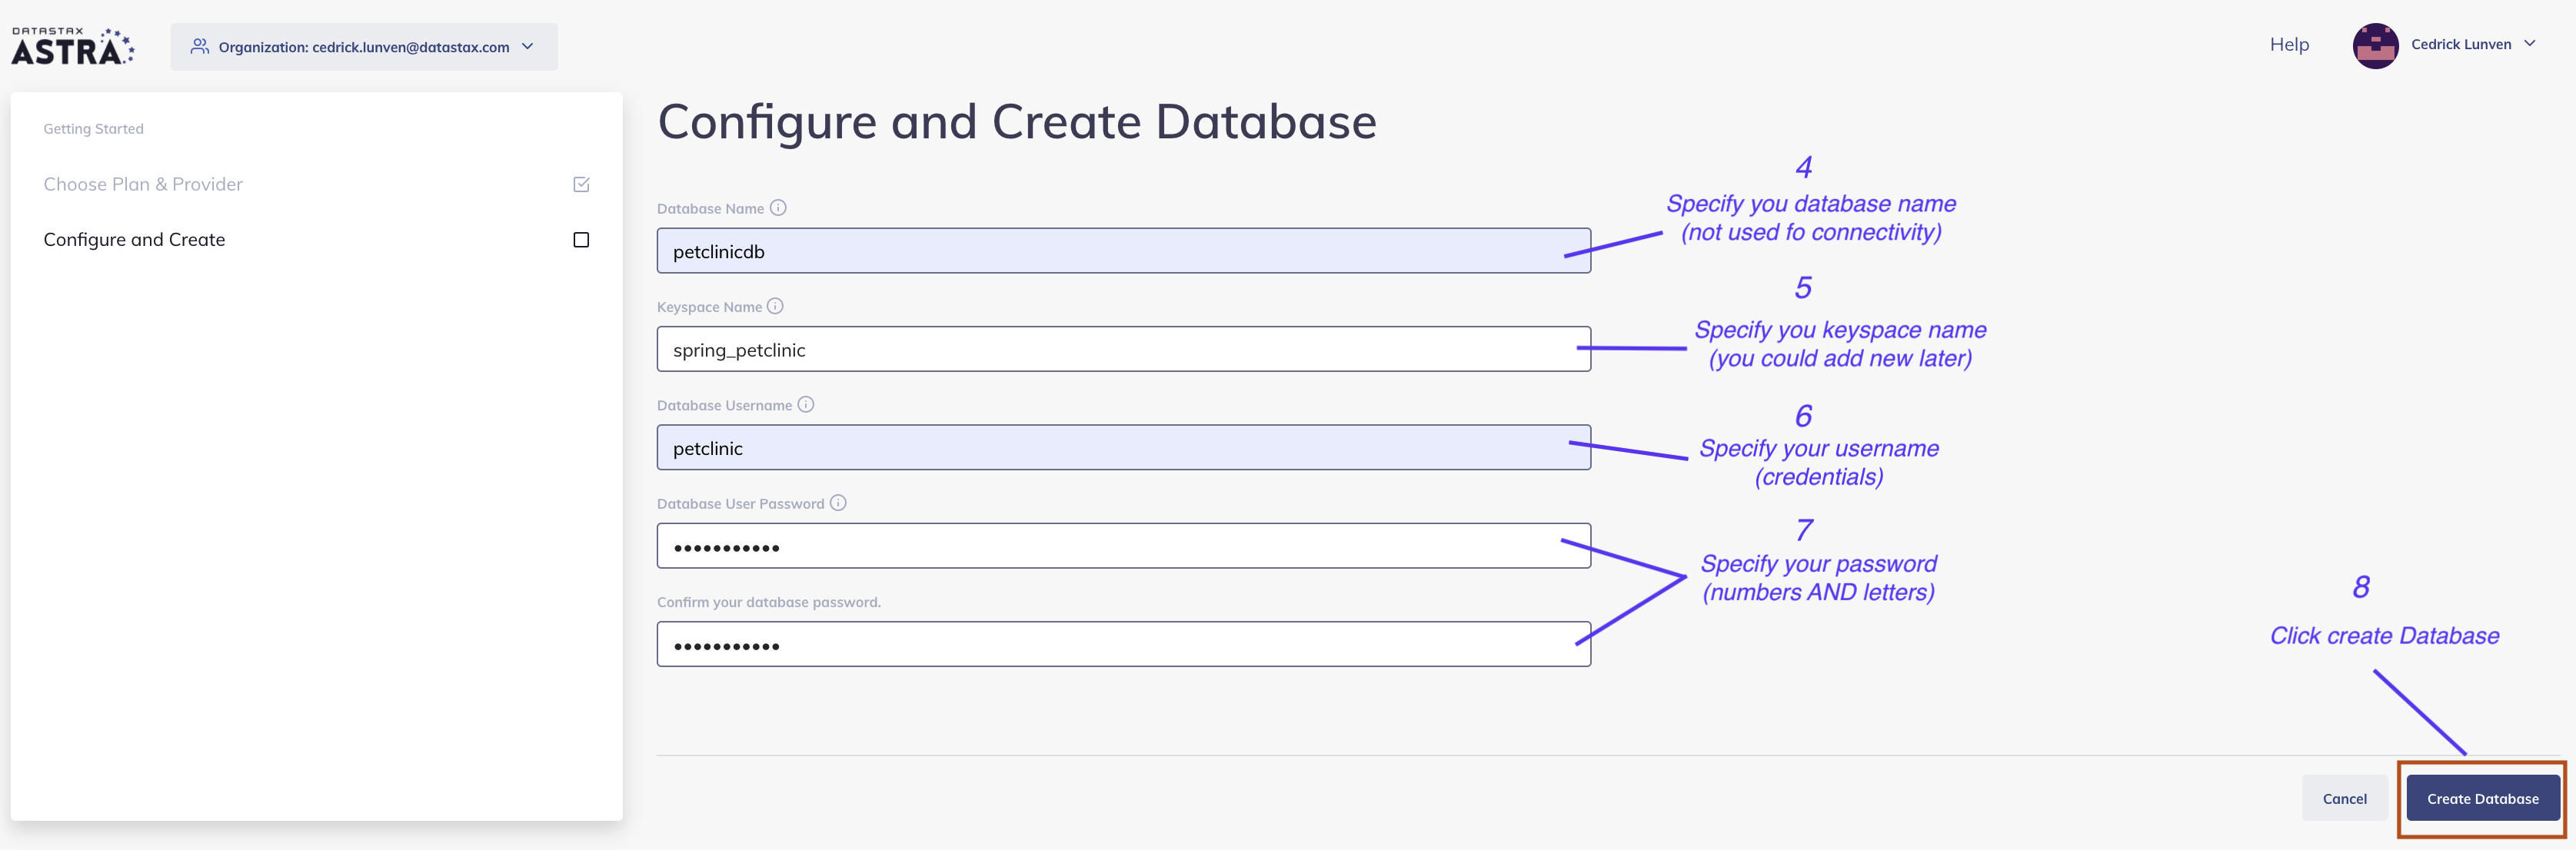 DATASTAX
ASTRA
Organization: cedrick.lunven@datastax.com
Help
Cedrick Lunven
Getting Started
Choose Plan & Provider
Configure and Create
Configure and Create Database
Database Name
petclinicdb
4
Specify you database name
(not used fo connectivity)
Keyspace Name
spring_petclinic
5
Specify you keyspace name
(you could add new later)
Database Username
petclinic
6
Specify your username
(credentials)
Database User Password
•••••••••••
7
Specify your password
(numbers AND letters)
Confirm your database password.
•••••••••••
8
Click create Database
Cancel
Create Database